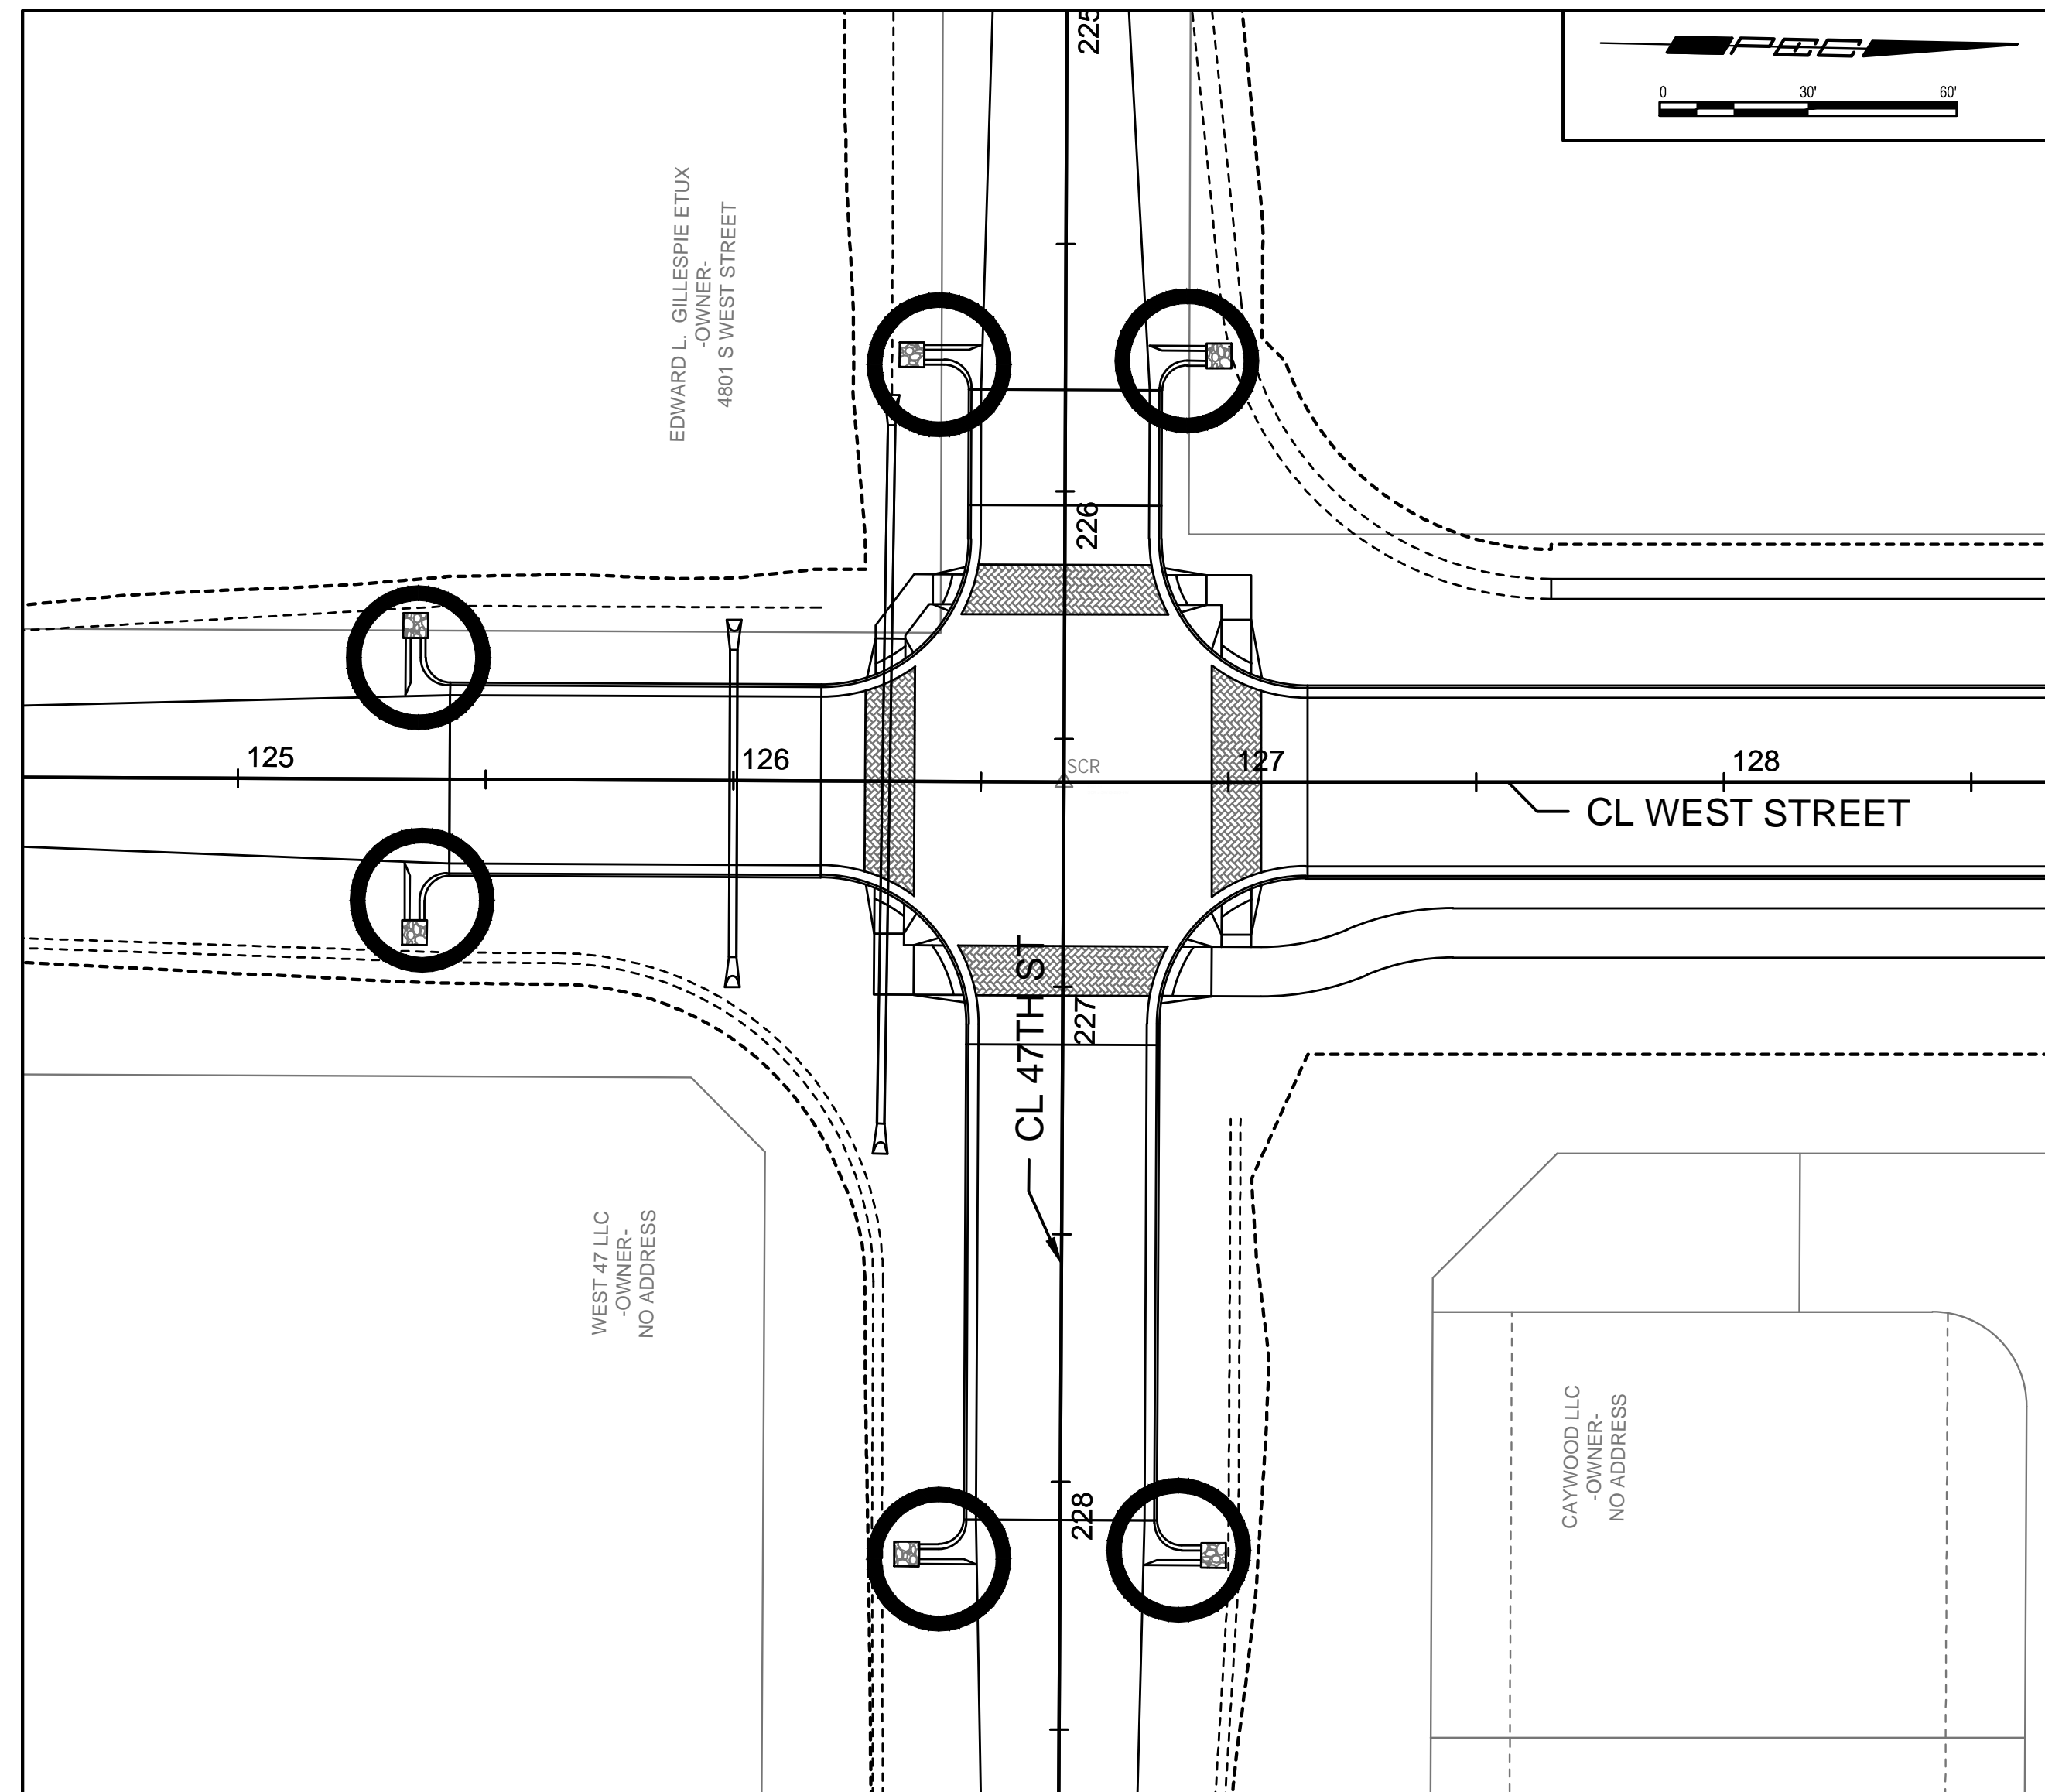 225
PEC
0 30' 60'
EDWARD L. GILLESPIE ETUX
-OWNER-
4801 S WEST STREET
226
125
126
SCR
127
128
CL WEST STREET
CL 47TH ST
227
WEST 47 LLC
-OWNER-
NO ADDRESS
CAYWOOD LLC
-OWNER-
NO ADDRESS
228